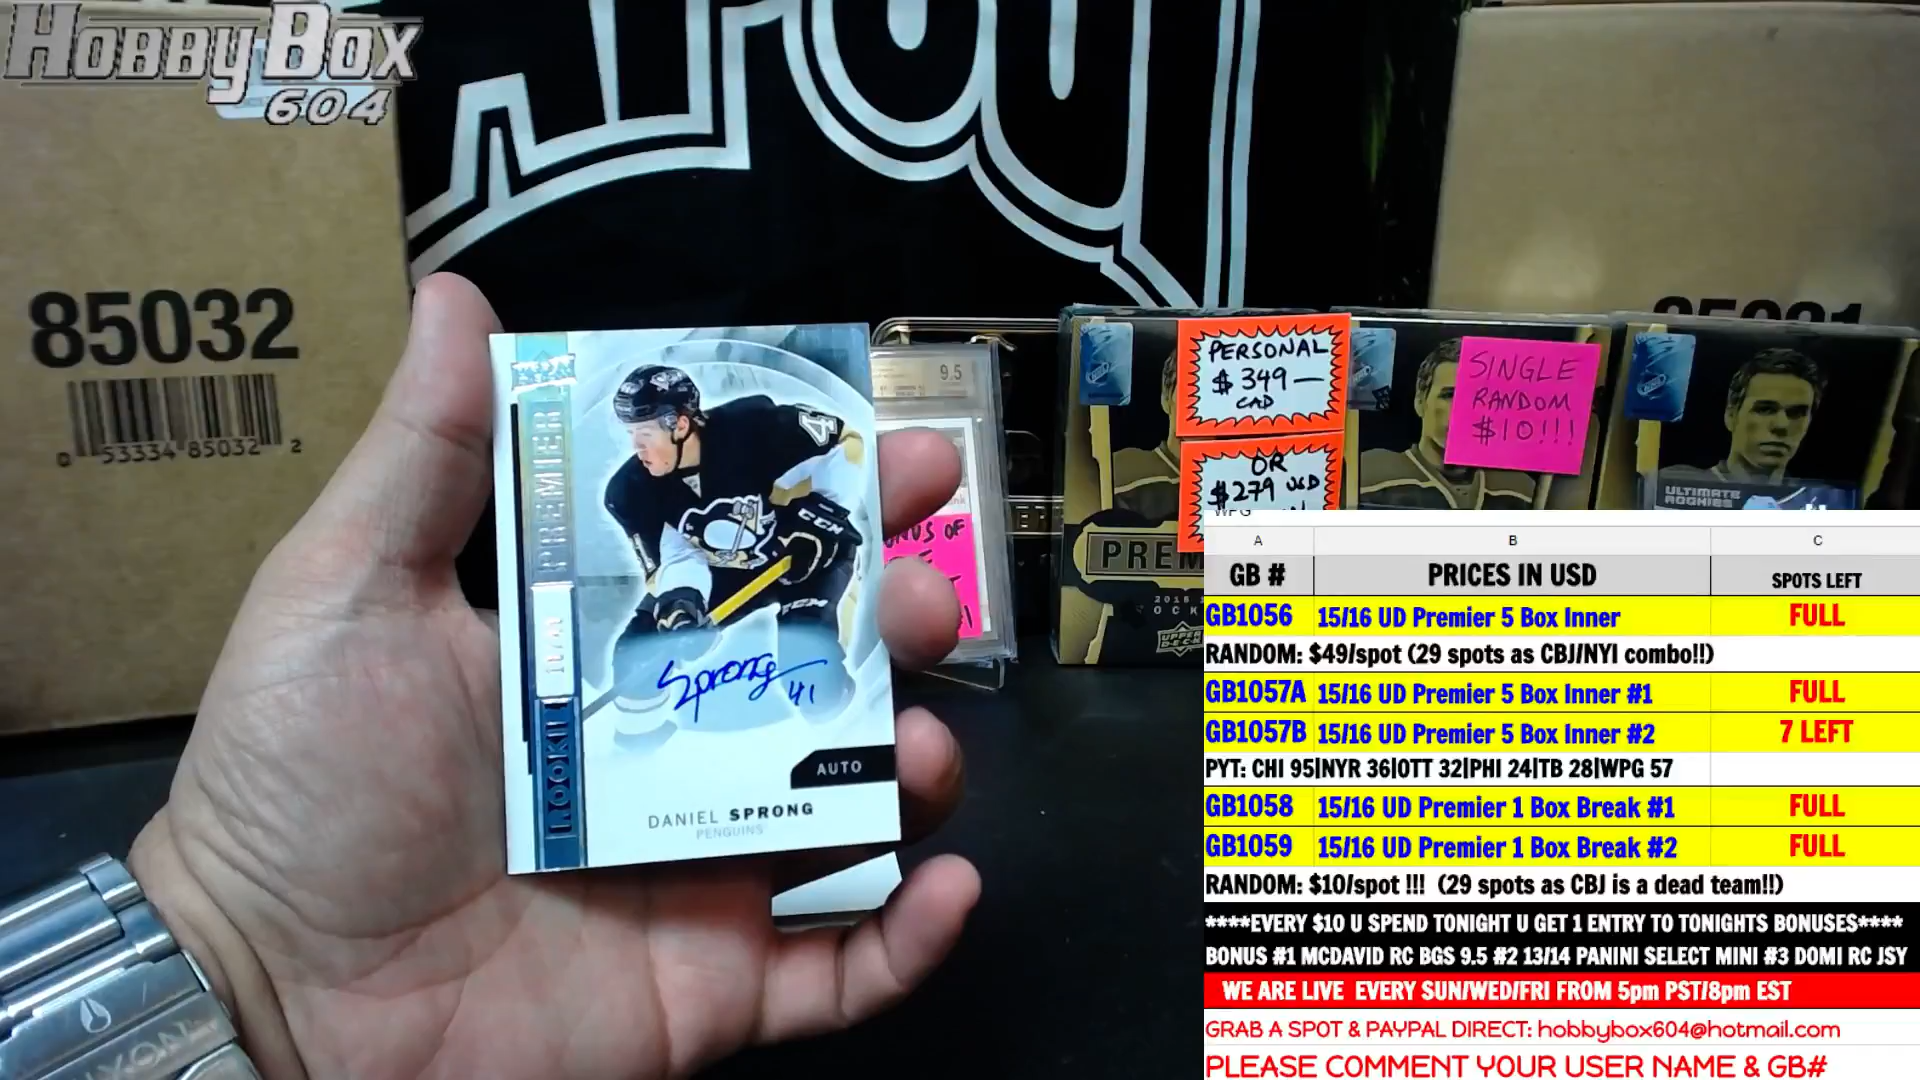 HOBBYBOX
604
85032
0 53334 85032 2
PREMIER
ROOKIE
Sprong 41
AUTO
DANIEL SPRONG
PENGUINS
9.5
OF
PERSONAL
$349—
CAD
OR
$279 USD
SINGLE
RANDOM
$10!!!
ULTIMATE
ROOKIES
UPPER
DECK
WPG
A B C
GB # PRICES IN USD SPOTS LEFT
GB1056 15/16 UD Premier 5 Box Inner FULL
RANDOM: $49/spot (29 spots as CBJ/NYI combo!!)
GB1057A 15/16 UD Premier 5 Box Inner #1 FULL
GB1057B 15/16 UD Premier 5 Box Inner #2 7 LEFT
PYT: CHI 95|NYR 36|OTT 32|PHI 24|TB 28|WPG 57
GB1058 15/16 UD Premier 1 Box Break #1 FULL
GB1059 15/16 UD Premier 1 Box Break #2 FULL
RANDOM: $10/spot !!! (29 spots as CBJ is a dead team!!)
****EVERY $10 U SPEND TONIGHT U GET 1 ENTRY TO TONIGHTS BONUSES****
BONUS #1 MCDAVID RC BGS 9.5 #2 13/14 PANINI SELECT MINI #3 DOMI RC JSY
WE ARE LIVE EVERY SUN/WED/FRI FROM 5pm PST/8pm EST
GRAB A SPOT & PAYPAL DIRECT: hobbybox604@hotmail.com
PLEASE COMMENT YOUR USER NAME & GB#